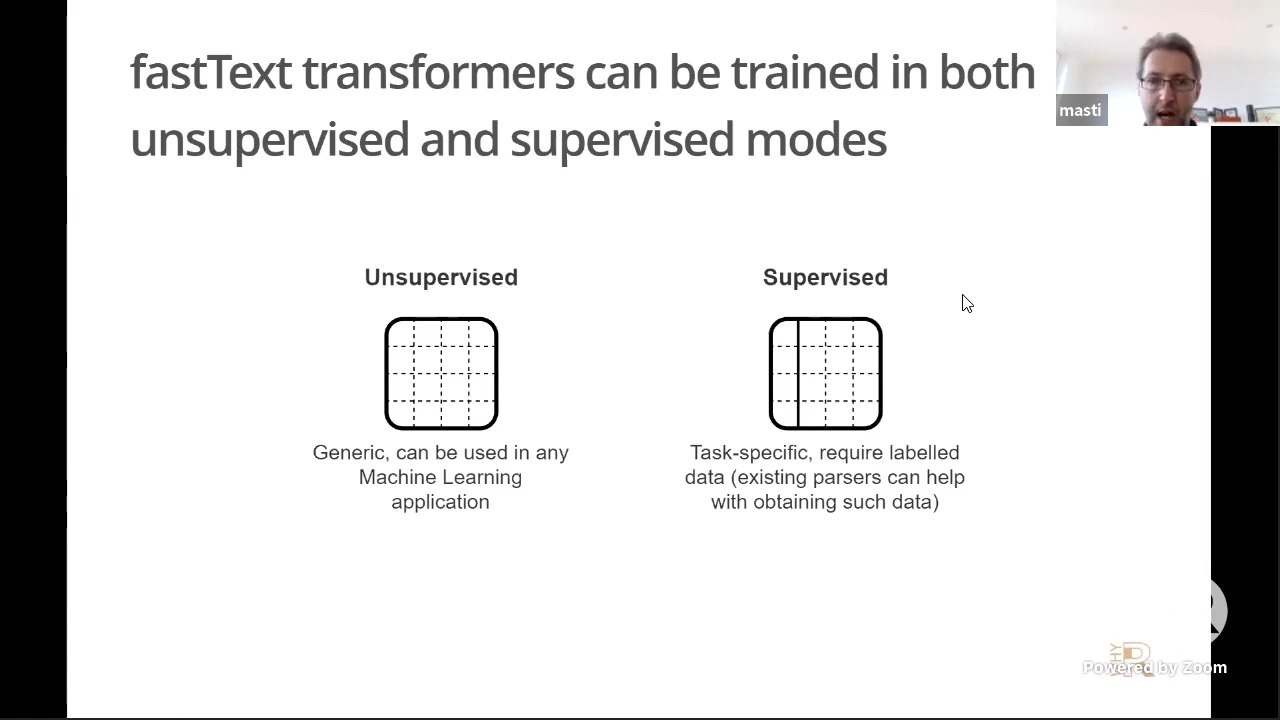 fastText transformers can be trained in both
unsupervised and supervised modes
masti
Unsupervised
Supervised
Generic, can be used in any
Machine Learning
application
Task-specific, require labelled
data (existing parsers can help
with obtaining such data)
WHY
R
Powered by Zoom